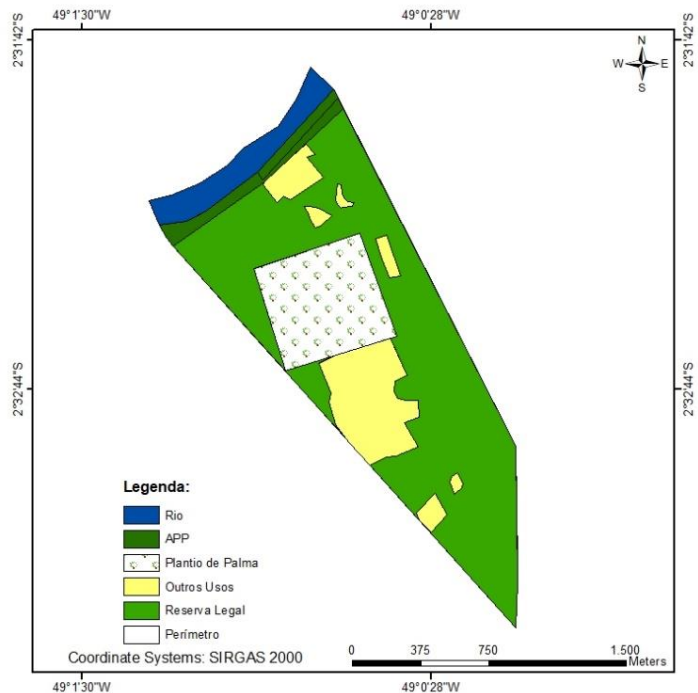 49°1'30"W 49°0'28"W
2°31'42"S 2°31'42"S
N
W E
S
2°32'44"S 2°32'44"S
Legenda:
Rio
APP
Plantio de Palma
Outros Usos
Reserva Legal
Perímetro
Coordinate Systems: SIRGAS 2000
0 375 750 1.500
Meters
49°1'30"W 49°0'28"W